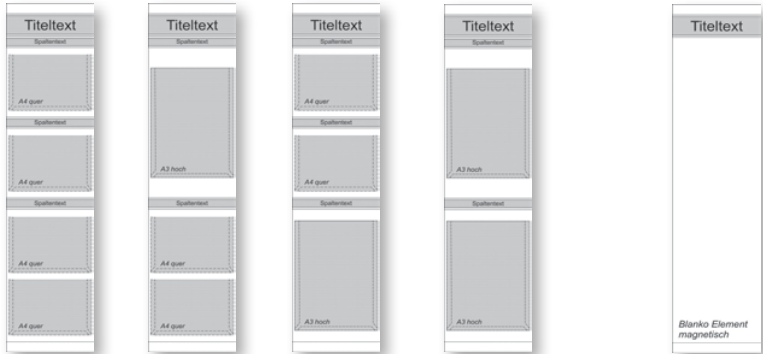 Titeltext
Spaltentext
A4 quer
Spaltentext
A4 quer
Spaltentext
A4 quer
A4 quer
Titeltext
Spaltentext
A3 hoch
Spaltentext
A4 quer
A4 quer
Titeltext
Spaltentext
A4 quer
Spaltentext
A4 quer
Spaltentext
A3 hoch
Titeltext
Spaltentext
A3 hoch
Spaltentext
A3 hoch
Titeltext
Blanko Element
magnetisch